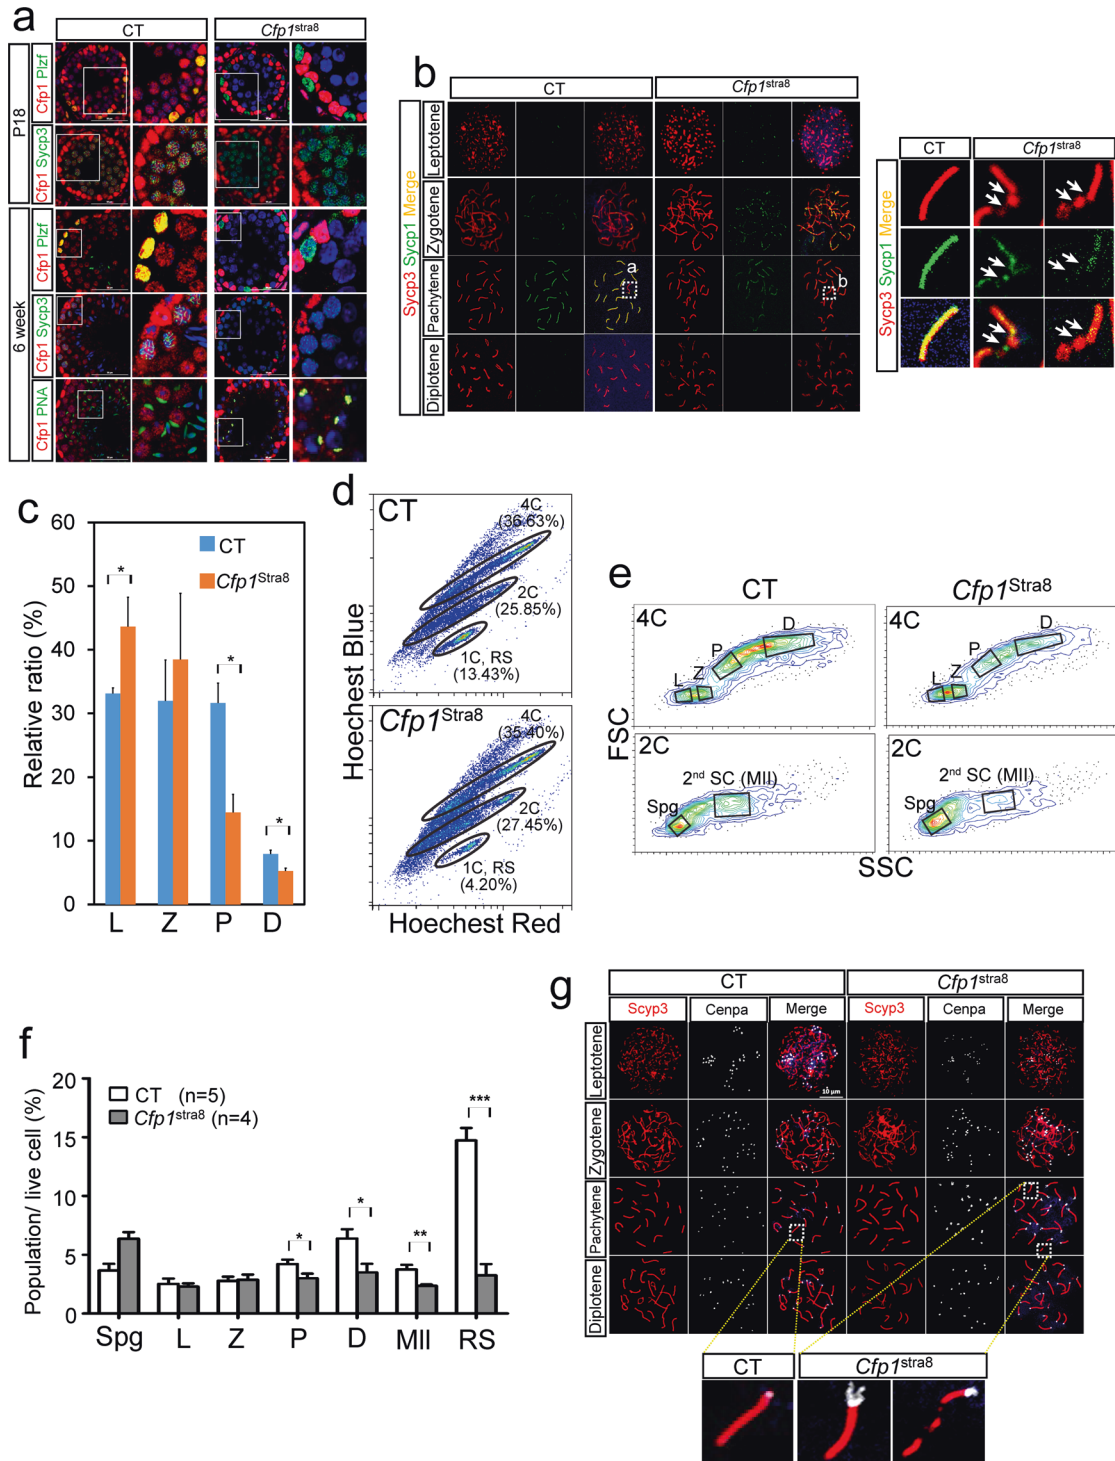 a
CT
Cfp1stra8
P18
Cfp1 Plzf
Cfp1 Sycp3
6 week
Cfp1 Plzf
Cfp1 Sycp3
Cfp1 PNA
b
CT
Cfp1stra8
Sycp3 Sycp1 Merge
Leptotene
Zygotene
Pachytene
Diplotene
a
b
CT
Cfp1stra8
Sycp3 Sycp1 Merge
c
Relative ratio (%)
60
50
40
30
20
10
0
CT
Cfp1Stra8
*
*
*
L Z P D
d
CT
4C
(36.63%)
2C
(25.85%)
1C, RS
(13.43%)
Cfp1Stra8
4C
(35.40%)
2C
(27.45%)
1C, RS
(4.20%)
Hoechest Blue
Hoechest Red
e
CT
Cfp1Stra8
4C
L Z P D
4C
L Z P D
2C
Spg
2nd SC (MII)
2C
Spg
2nd SC (MII)
FSC
SSC
f
Population/ live cell (%)
20
15
10
5
0
CT (n=5)
Cfp1stra8 (n=4)
*
*
**
***
Spg L Z P D MII RS
g
CT
Cfp1stra8
Scyp3 Cenpa Merge Scyp3 Cenpa Merge
Leptotene
10 µm
Zygotene
Pachytene
Diplotene
CT
Cfp1stra8